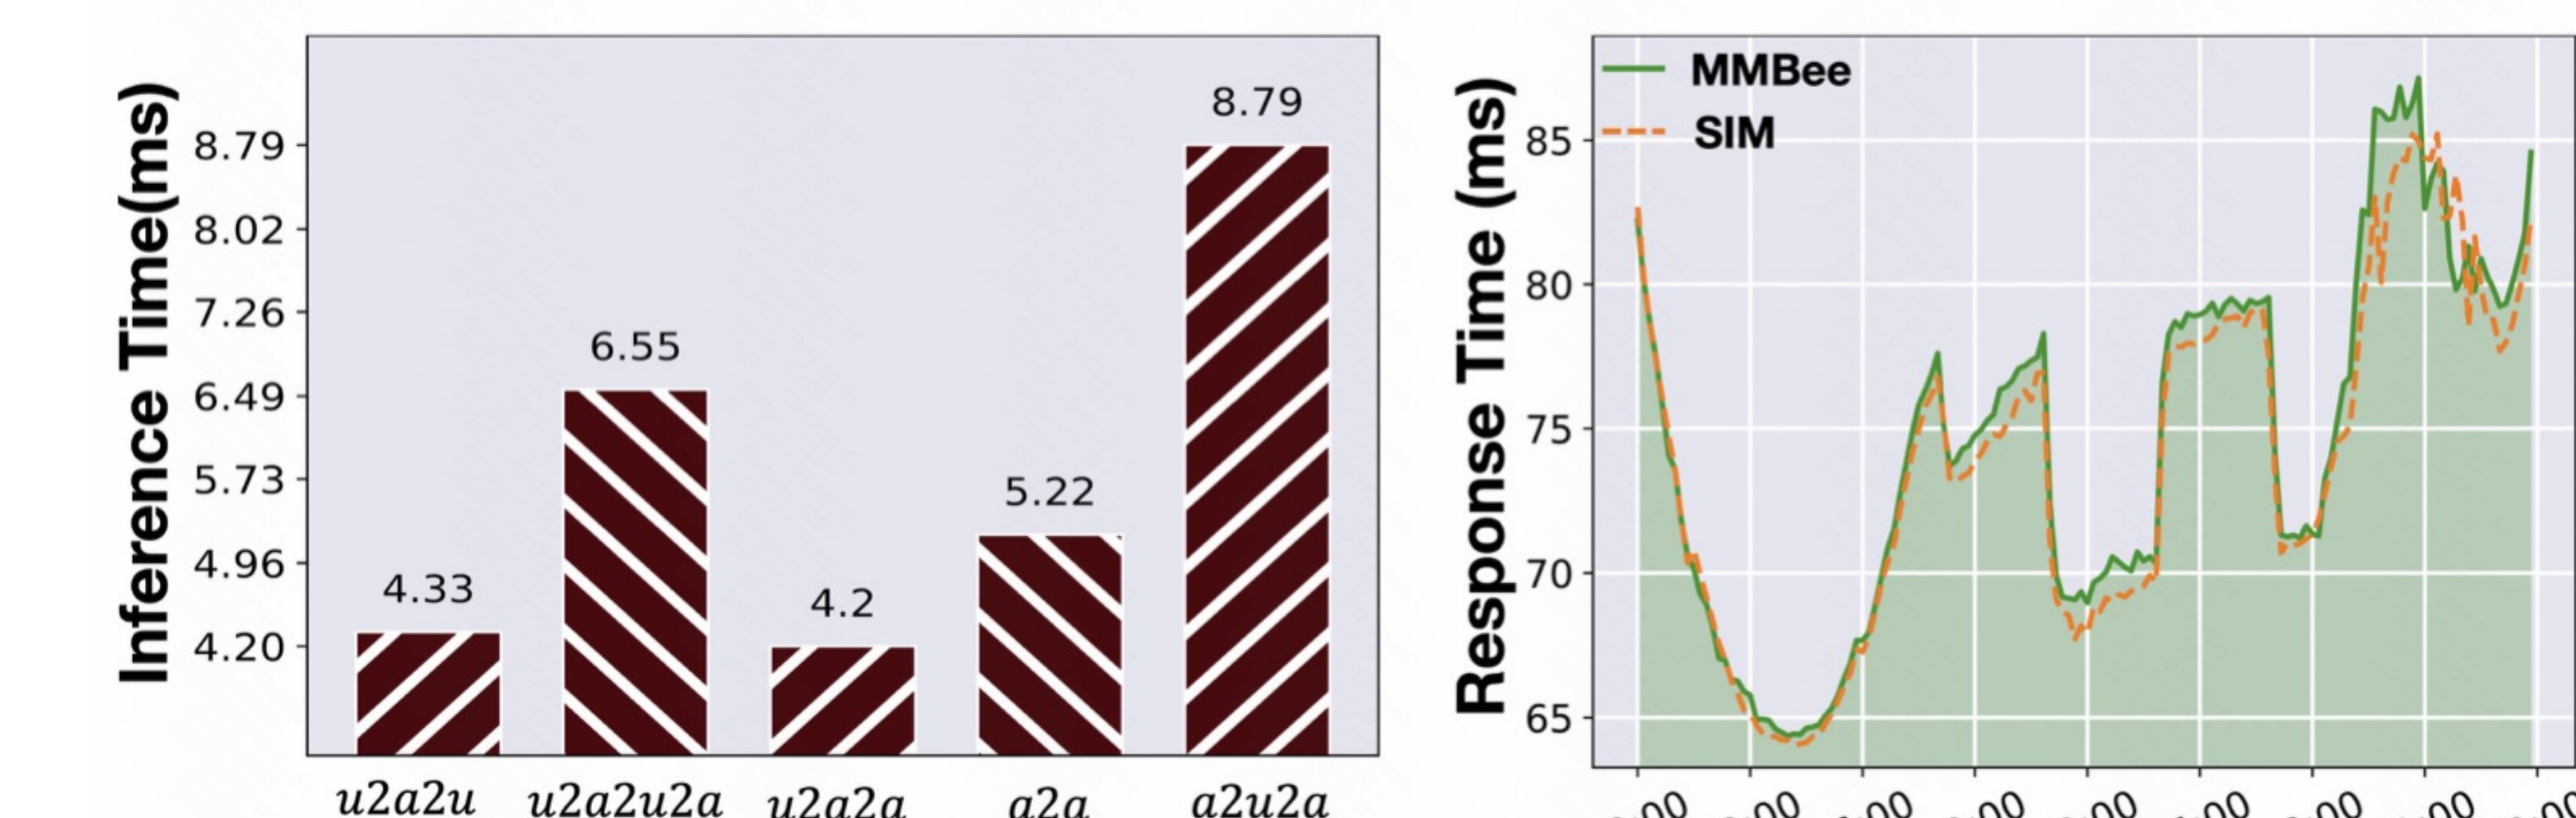 Inference Time(ms)
8.79
8.02
7.26
6.49
5.73
4.96
4.20
4.33
6.55
4.2
5.22
8.79
u2a2u
u2a2u2a
u2a2a
a2a
a2u2a
Response Time (ms)
85
80
75
70
65
MMBee
SIM